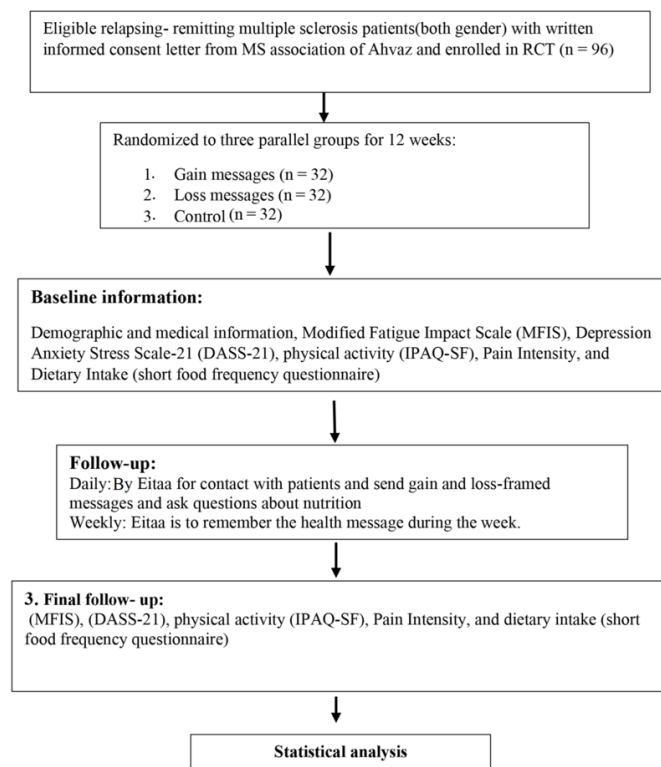 Eligible relapsing- remitting multiple sclerosis patients(both gender) with written
informed consent letter from MS association of Ahvaz and enrolled in RCT (n = 96)
Randomized to three parallel groups for 12 weeks:
1. Gain messages (n = 32)
2. Loss messages (n = 32)
3. Control (n = 32)
Baseline information:
Demographic and medical information, Modified Fatigue Impact Scale (MFIS), Depression
Anxiety Stress Scale-21 (DASS-21), physical activity (IPAQ-SF), Pain Intensity, and
Dietary Intake (short food frequency questionnaire)
Follow-up:
Daily:By Eitaa for contact with patients and send gain and loss-framed
messages and ask questions about nutrition
Weekly: Eitaa is to remember the health message during the week.
3. Final follow- up:
(MFIS), (DASS-21), physical activity (IPAQ-SF), Pain Intensity, and dietary intake (short
food frequency questionnaire)
Statistical analysis